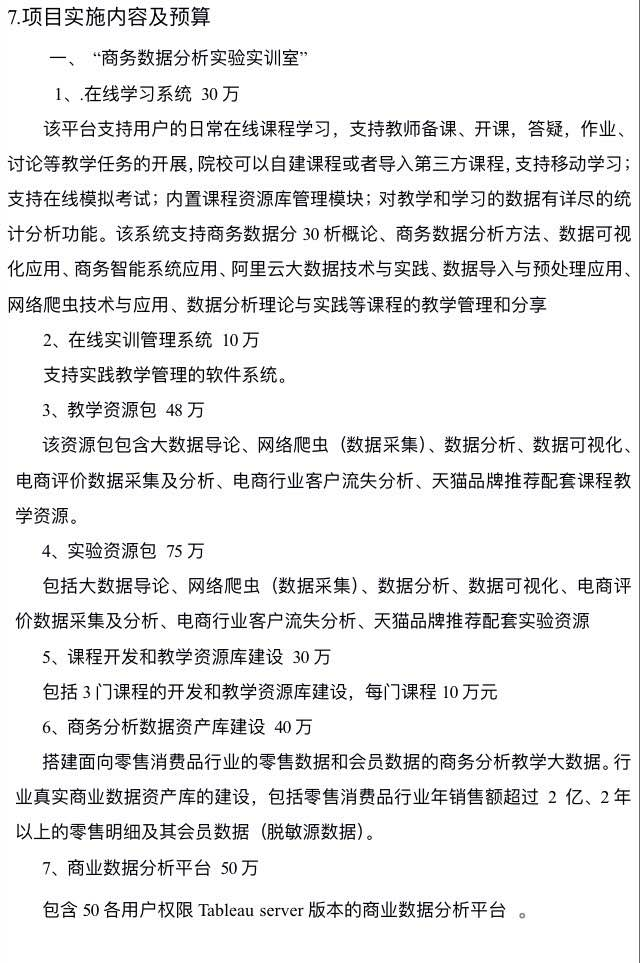 7.项目实施内容及预算
一、 “商务数据分析实验实训室”
1、.在线学习系统 30 万
该平台支持用户的日常在线课程学习，支持教师备课、开课，答疑，作业、
讨论等教学任务的开展，院校可以自建课程或者导入第三方课程，支持移动学习；
支持在线模拟考试；内置课程资源库管理模块；对教学和学习的数据有详尽的统
计分析功能。该系统支持商务数据分 30 析概论、商务数据分析方法、数据可视
化应用、商务智能系统应用、阿里云大数据技术与实践、数据导入与预处理应用、
网络爬虫技术与应用、数据分析理论与实践等课程的教学管理和分享
2、在线实训管理系统 10 万
支持实践教学管理的软件系统。
3、教学资源包 48 万
该资源包包含大数据导论、网络爬虫（数据采集）、数据分析、数据可视化、
电商评价数据采集及分析、电商行业客户流失分析、天猫品牌推荐配套课程教
学资源。
4、实验资源包 75 万
包括大数据导论、网络爬虫（数据采集）、数据分析、数据可视化、电商评
价数据采集及分析、电商行业客户流失分析、天猫品牌推荐配套实验资源
5、课程开发和教学资源库建设 30 万
包括 3 门课程的开发和教学资源库建设，每门课程 10 万元
6、商务分析数据资产库建设 40 万
搭建面向零售消费品行业的零售数据和会员数据的商务分析教学大数据。行
业真实商业数据资产库的建设，包括零售消费品行业年销售额超过 2 亿、2 年
以上的零售明细及其会员数据（脱敏源数据）。
7、商业数据分析平台 50 万
包含 50 各用户权限 Tableau server 版本的商业数据分析平台 。